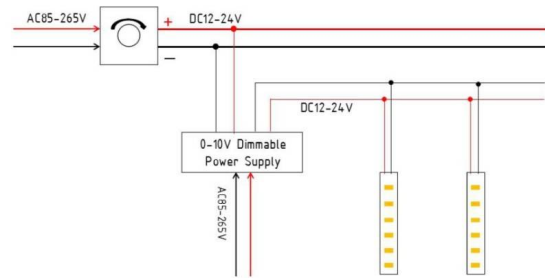 AC85-265V
+
DC12-24V
−
DC12-24V
0-10V Dimmable
Power Supply
AC85-265V